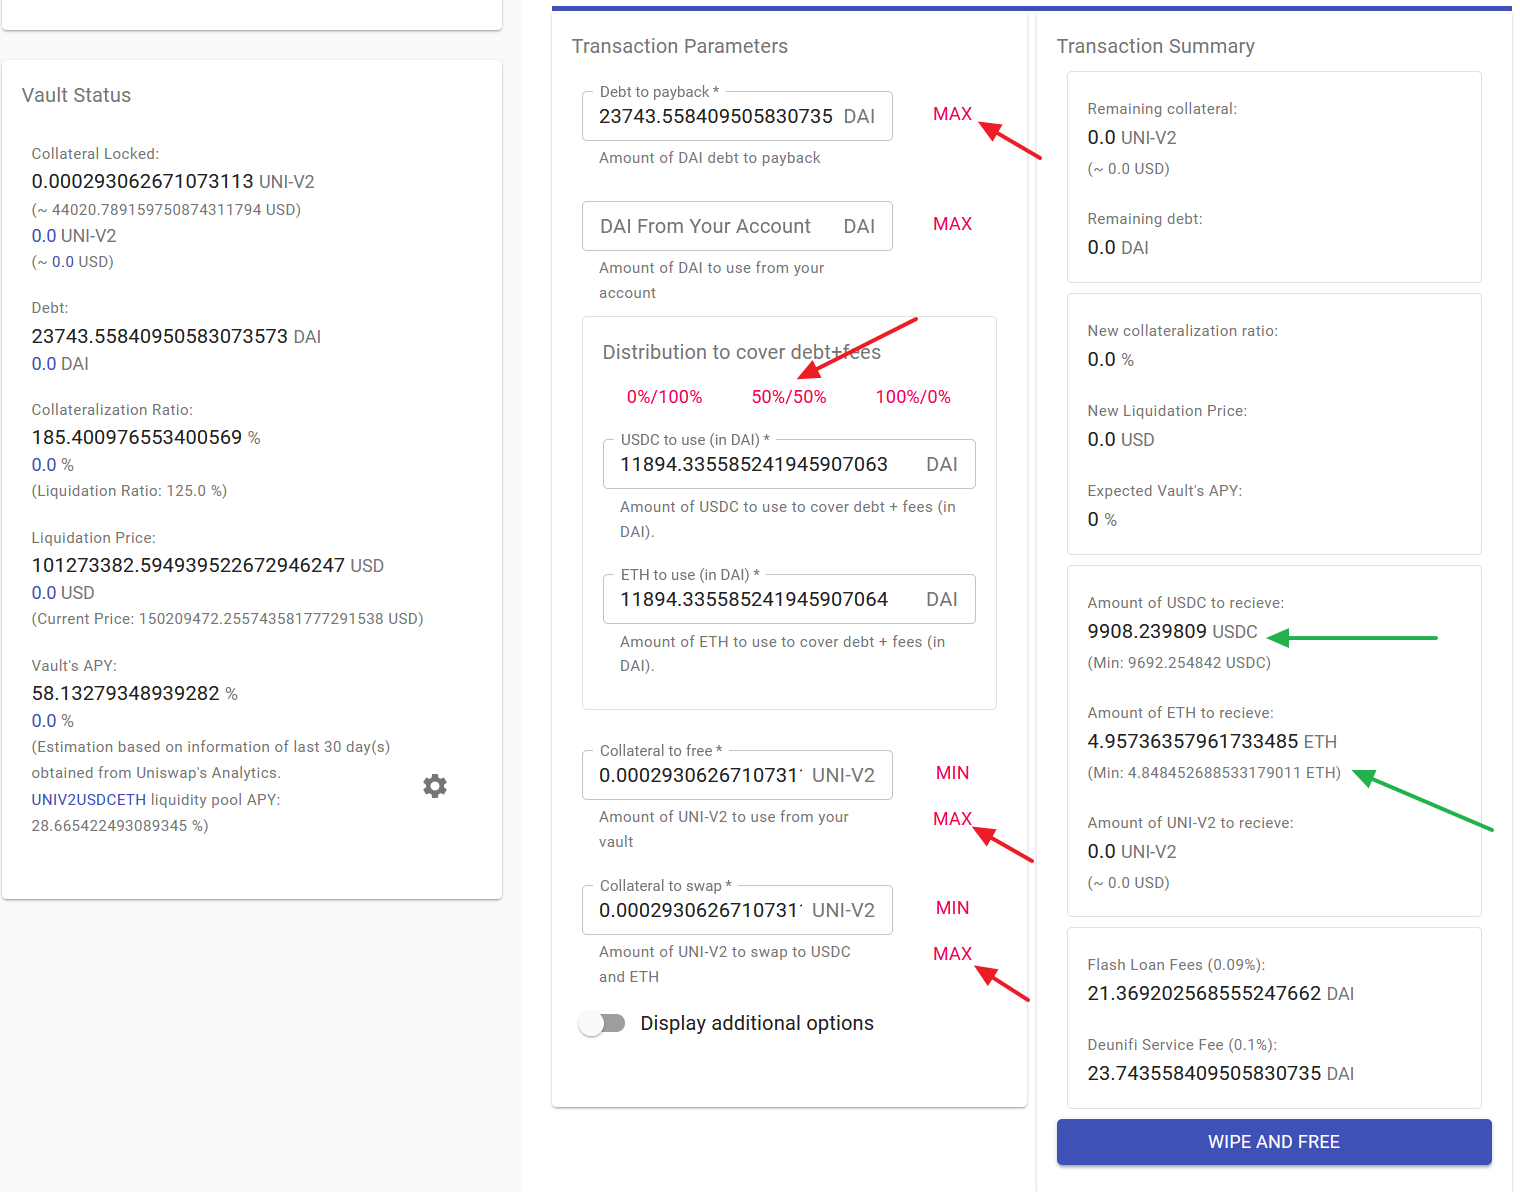 Vault Status
Collateral Locked:
0.000293062671073113 UNI-V2
(~ 44020.789159750874311794 USD)
0.0 UNI-V2
(~ 0.0 USD)
Debt:
23743.55840950583073573 DAI
0.0 DAI
Collateralization Ratio:
185.400976553400569 %
0.0 %
(Liquidation Ratio: 125.0 %)
Liquidation Price:
101273382.594939522672946247 USD
0.0 USD
(Current Price: 150209472.255743581777291538 USD)
Vault's APY:
58.13279348939282 %
0.0 %
(Estimation based on information of last 30 day(s)
obtained from Uniswap's Analytics.
UNIV2USDCETH liquidity pool APY:
28.665422493089345 %)
Transaction Parameters
Debt to payback *
23743.558409505830735 DAI
MAX
Amount of DAI debt to payback
DAI From Your Account DAI
MAX
Amount of DAI to use from your
account
Distribution to cover debt+fees
0%/100% 50%/50% 100%/0%
USDC to use (in DAI) *
11894.335585241945907063 DAI
Amount of USDC to use to cover debt + fees (in
DAI).
ETH to use (in DAI) *
11894.335585241945907064 DAI
Amount of ETH to use to cover debt + fees (in
DAI).
Collateral to free *
0.00029306267107311 UNI-V2
MIN
Amount of UNI-V2 to use from your
vault
MAX
Collateral to swap *
0.00029306267107311 UNI-V2
MIN
Amount of UNI-V2 to swap to USDC
and ETH
MAX
Display additional options
Transaction Summary
Remaining collateral:
0.0 UNI-V2
(~ 0.0 USD)
Remaining debt:
0.0 DAI
New collateralization ratio:
0.0 %
New Liquidation Price:
0.0 USD
Expected Vault's APY:
0 %
Amount of USDC to recieve:
9908.239809 USDC
(Min: 9692.254842 USDC)
Amount of ETH to recieve:
4.95736357961733485 ETH
(Min: 4.848452688533179011 ETH)
Amount of UNI-V2 to recieve:
0.0 UNI-V2
(~ 0.0 USD)
Flash Loan Fees (0.09%):
21.369202568555247662 DAI
Deunifi Service Fee (0.1%):
23.743558409505830735 DAI
WIPE AND FREE